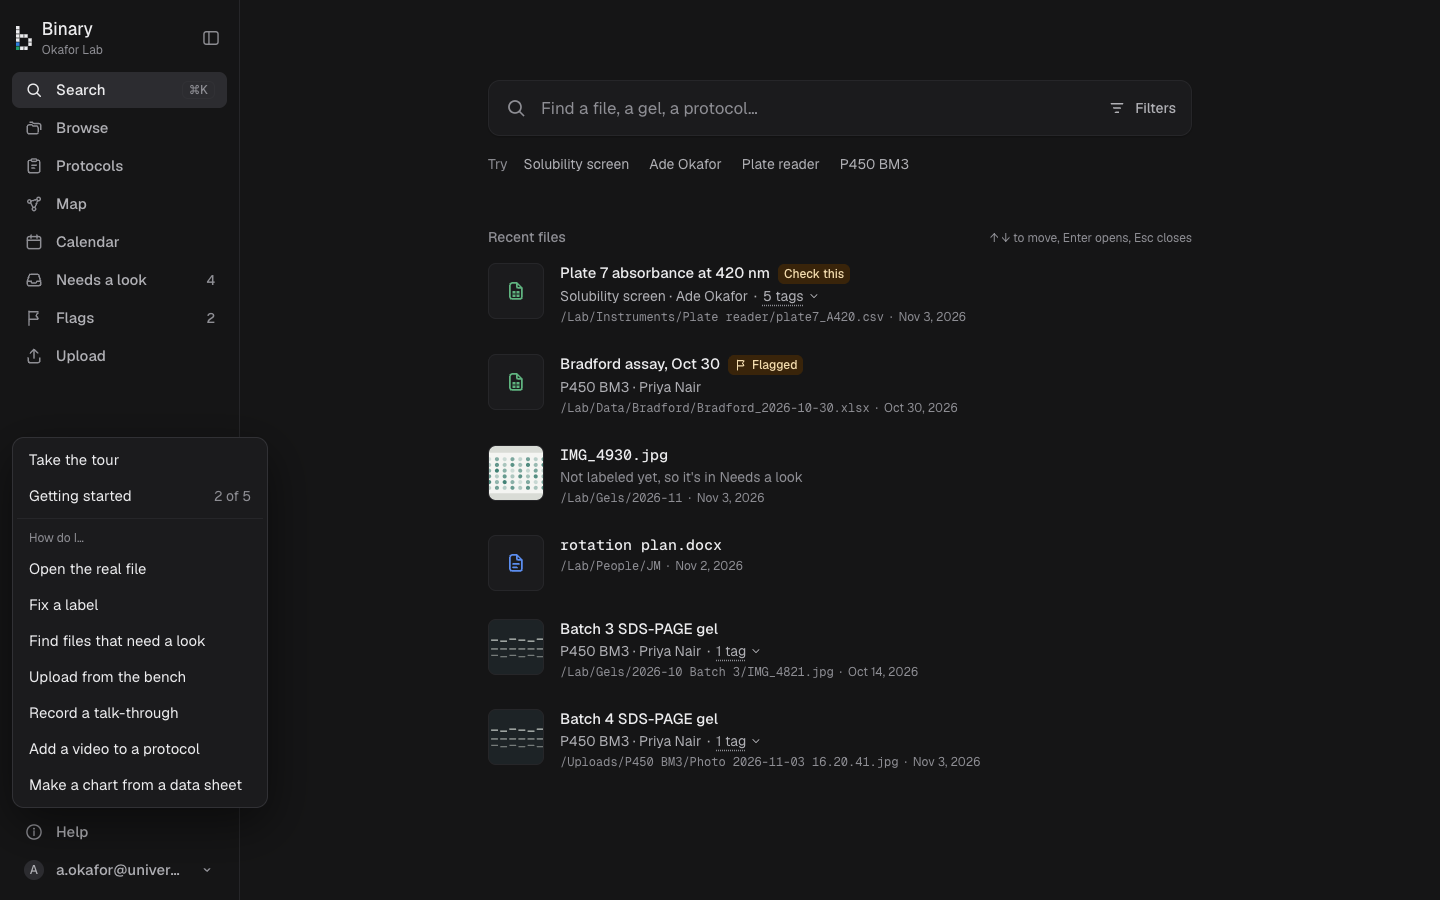 Binary
Okafor Lab
Search ⌘K
Browse
Protocols
Map
Calendar
Needs a look 4
Flags 2
Upload
Take the tour
Getting started 2 of 5
How do I…
Open the real file
Fix a label
Find files that need a look
Upload from the bench
Record a talk-through
Add a video to a protocol
Make a chart from a data sheet
Help
A a.okafor@univer…
Find a file, a gel, a protocol…
Filters
Try Solubility screen Ade Okafor Plate reader P450 BM3
Recent files ↑↓ to move, Enter opens, Esc closes
Plate 7 absorbance at 420 nm Check this
Solubility screen · Ade Okafor · 5 tags
/Lab/Instruments/Plate reader/plate7_A420.csv · Nov 3, 2026
Bradford assay, Oct 30 Flagged
P450 BM3 · Priya Nair
/Lab/Data/Bradford/Bradford_2026-10-30.xlsx · Oct 30, 2026
IMG_4930.jpg
Not labeled yet, so it's in Needs a look
/Lab/Gels/2026-11 · Nov 3, 2026
rotation plan.docx
/Lab/People/JM · Nov 2, 2026
Batch 3 SDS-PAGE gel
P450 BM3 · Priya Nair · 1 tag
/Lab/Gels/2026-10 Batch 3/IMG_4821.jpg · Oct 14, 2026
Batch 4 SDS-PAGE gel
P450 BM3 · Priya Nair · 1 tag
/Uploads/P450 BM3/Photo 2026-11-03 16.20.41.jpg · Nov 3, 2026